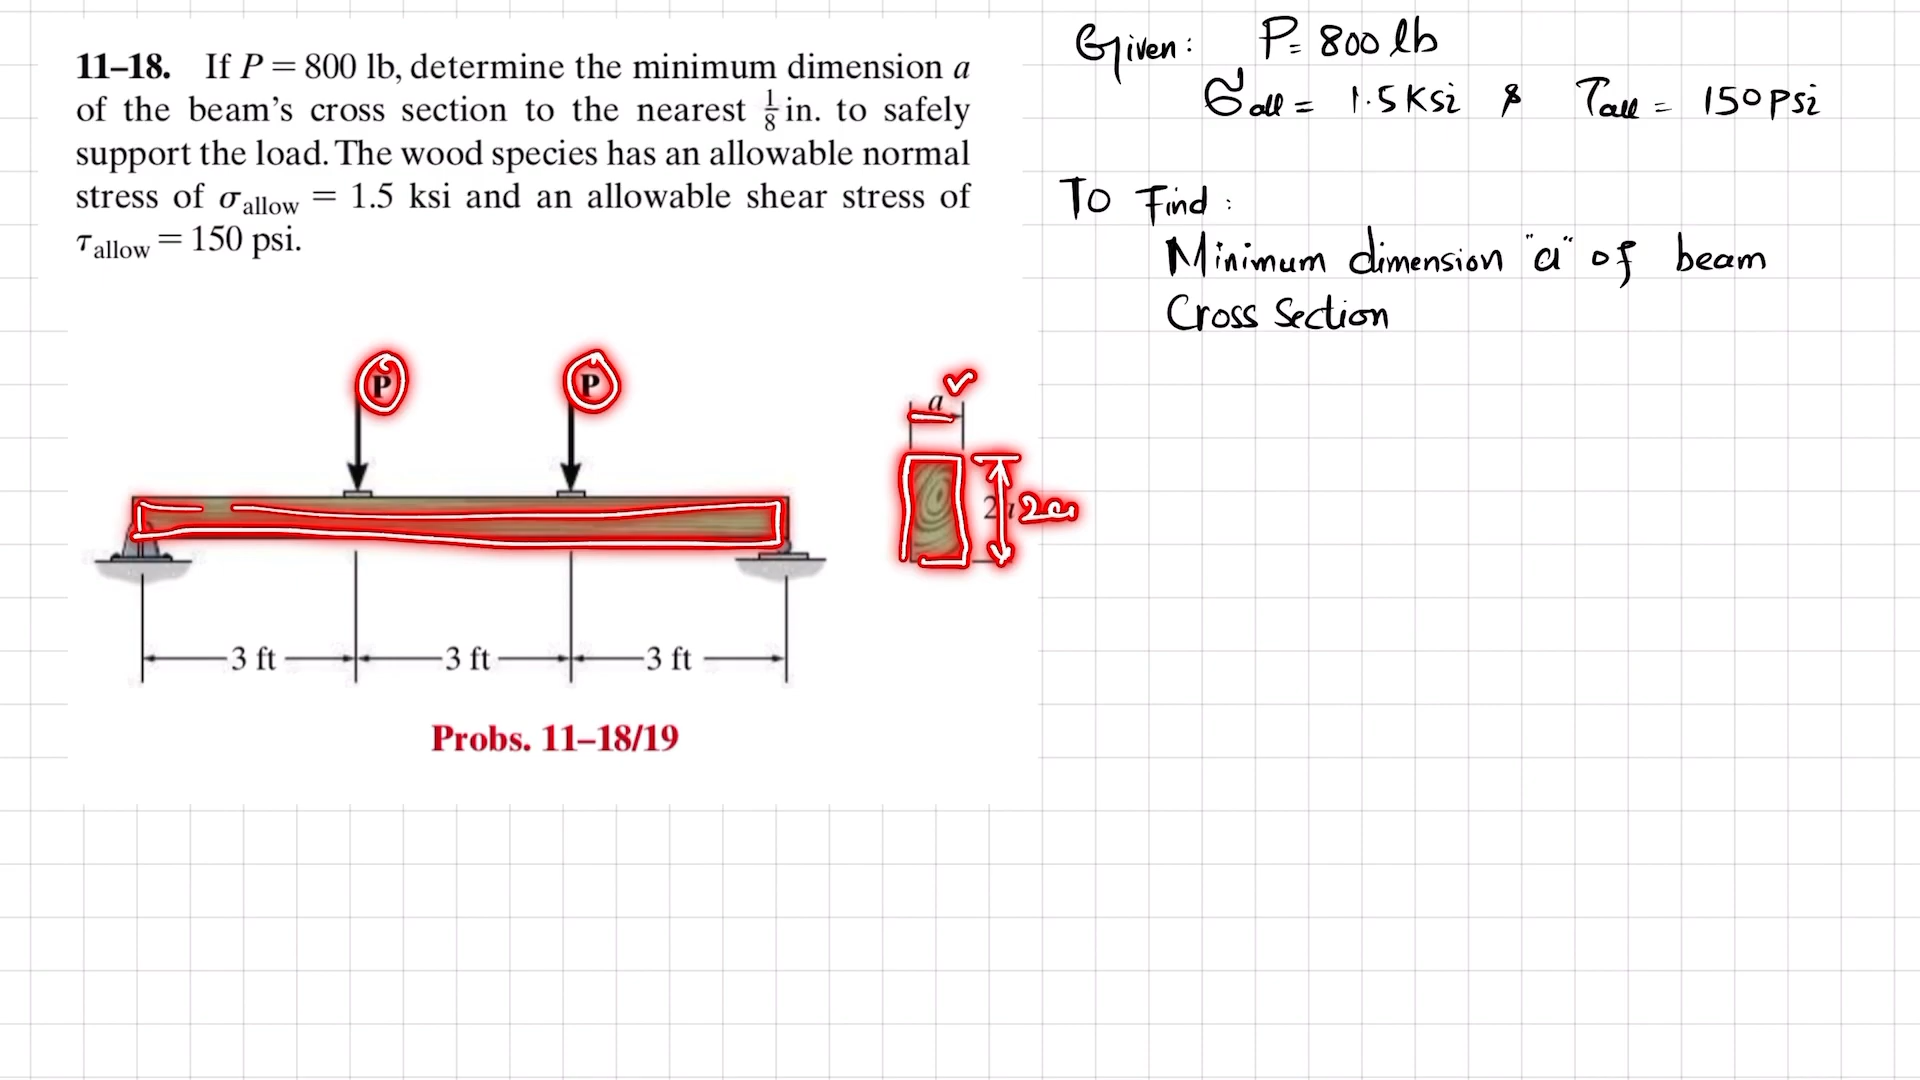 11–18. If P = 800 lb, determine the minimum dimension a
of the beam's cross section to the nearest 1/8 in. to safely
support the load. The wood species has an allowable normal
stress of σallow = 1.5 ksi and an allowable shear stress of
τallow = 150 psi.
Given: P = 800 lb
σall = 1.5 Ksi & τall = 150 psi
To Find:
Minimum dimension "a" of beam
Cross Section
P P
a
2a
3 ft 3 ft 3 ft
Probs. 11–18/19